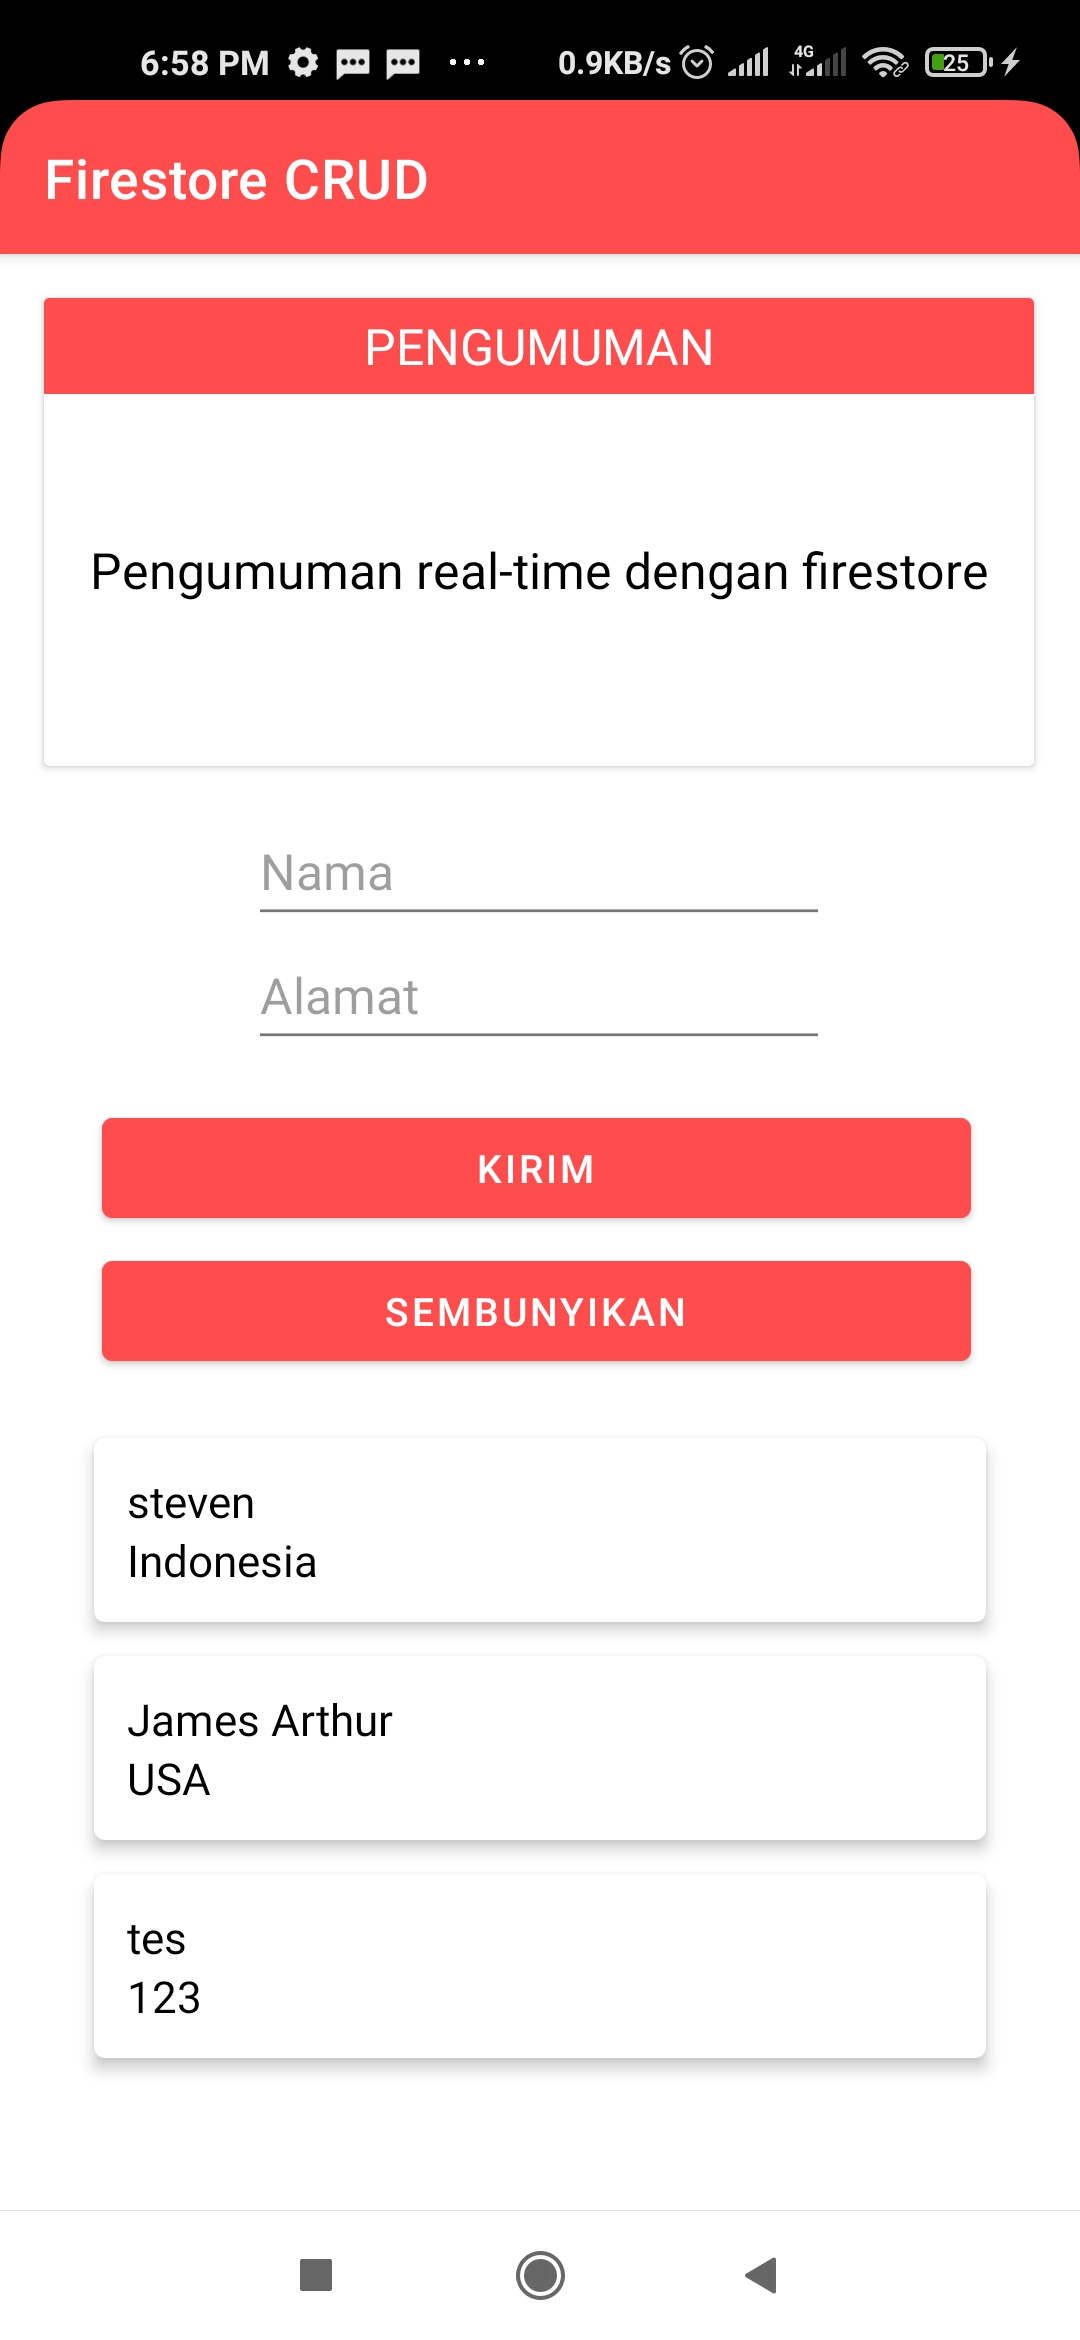 6:58 PM ... 0.9KB/s 4G 25
Firestore CRUD
PENGUMUMAN
Pengumuman real-time dengan firestore
Nama
Alamat
KIRIM
SEMBUNYIKAN
steven
Indonesia
James Arthur
USA
tes
123